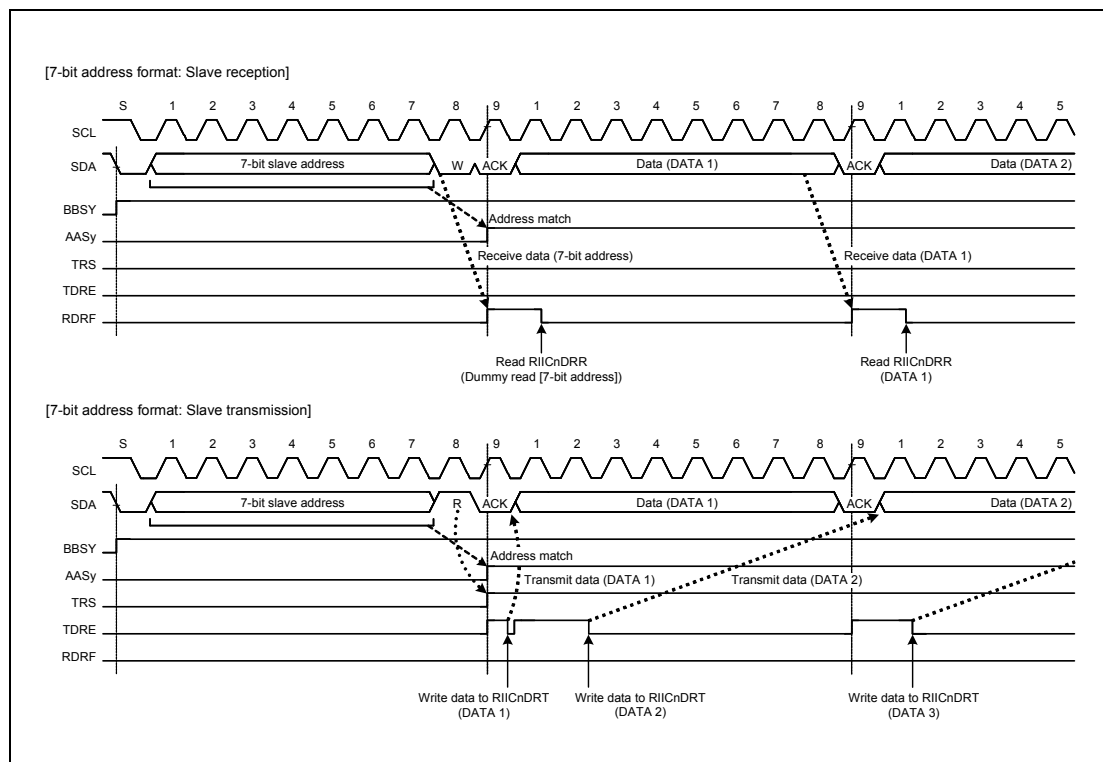 [7-bit address format: Slave reception]
S 1 2 3 4 5 6 7 8 9 1 2 3 4 5 6 7 8 9 1 2 3 4 5
SCL
SDA 7-bit slave address W ACK Data (DATA 1) ACK Data (DATA 2)
BBSY
Address match
AASy
Receive data (7-bit address) Receive data (DATA 1)
TRS
TDRE
RDRF
Read RIICnDRR Read RIICnDRR
(Dummy read [7-bit address]) (DATA 1)
[7-bit address format: Slave transmission]
S 1 2 3 4 5 6 7 8 9 1 2 3 4 5 6 7 8 9 1 2 3 4 5
SCL
SDA 7-bit slave address R ACK Data (DATA 1) ACK Data (DATA 2)
BBSY
Address match
AASy
Transmit data (DATA 1) Transmit data (DATA 2)
TRS
TDRE
RDRF
Write data to RIICnDRT Write data to RIICnDRT Write data to RIICnDRT
(DATA 1) (DATA 2) (DATA 3)